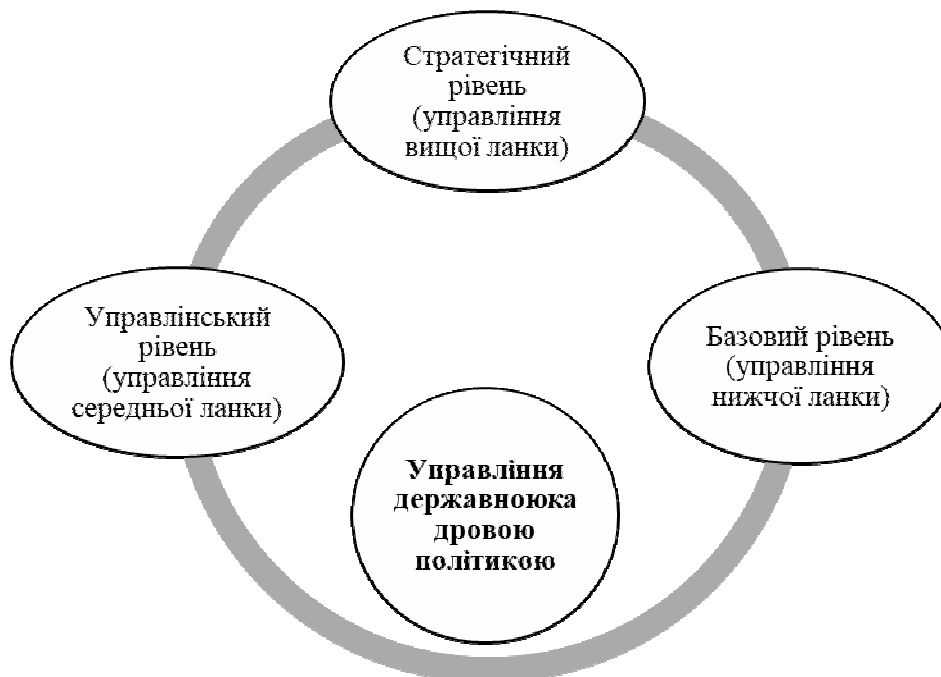 Стратегічний
рівень
(управління
вищої ланки)
Управлінський
рівень
(управління
середньої ланки)
Базовий рівень
(управління
нижчої ланки)
Управління
державноюка
дровою
політикою